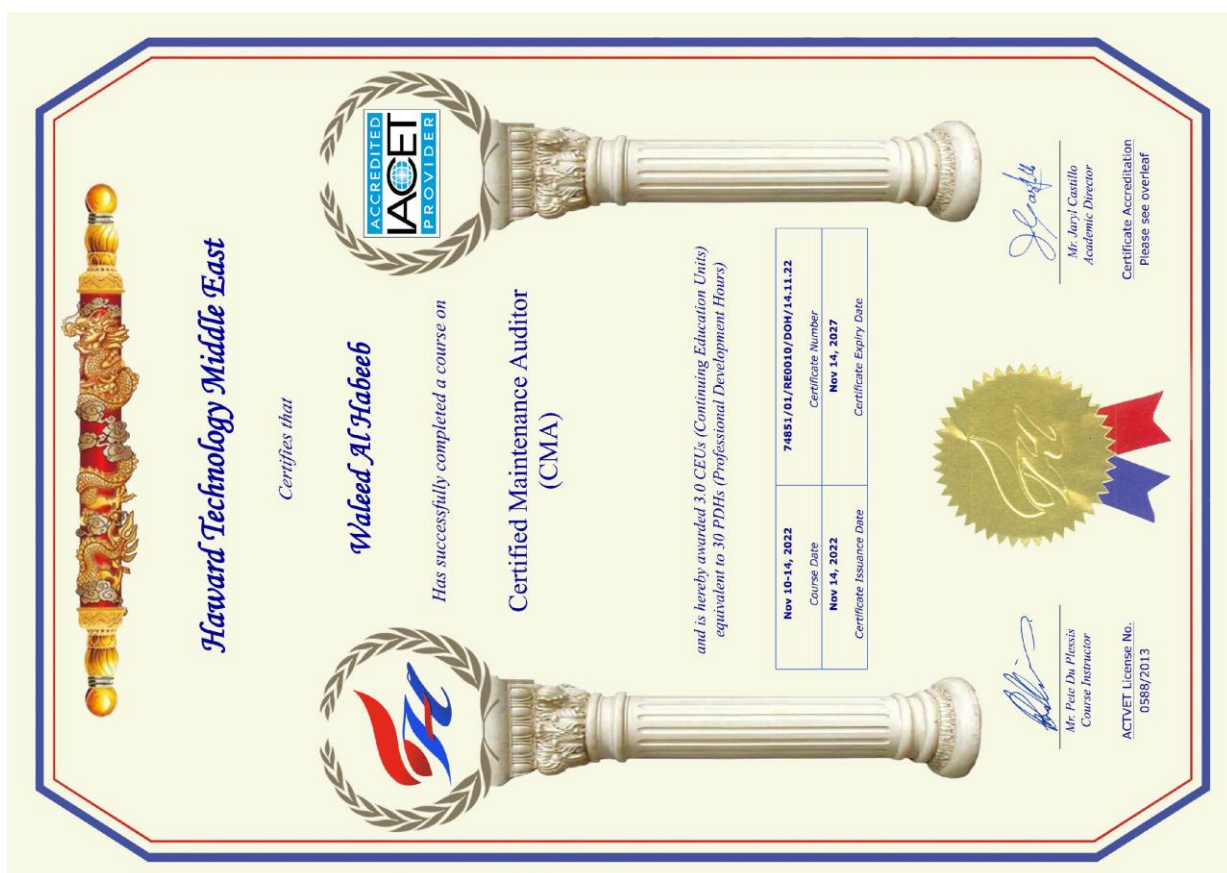 Haward Technology Middle East
Certifies that
Waleed Al Habeeb
Has successfully completed a course on
Certified Maintenance Auditor
(CMA)
ACCREDITED
IACET
PROVIDER
and is hereby awarded 3.0 CEUs (Continuing Education Units)
equivalent to 30 PDHs (Professional Development Hours)
Nov 10-14, 2022 74851/01/RE0010/DOH/14.11.22
Course Date Certificate Number
Nov 14, 2022 Nov 14, 2027
Certificate Issuance Date Certificate Expiry Date
Mr. Pete Du Plessis
Course Instructor
ACTVET License No.
0588/2013
Mr. Jaryl Castillo
Academic Director
Certificate Accreditation
Please see overleaf